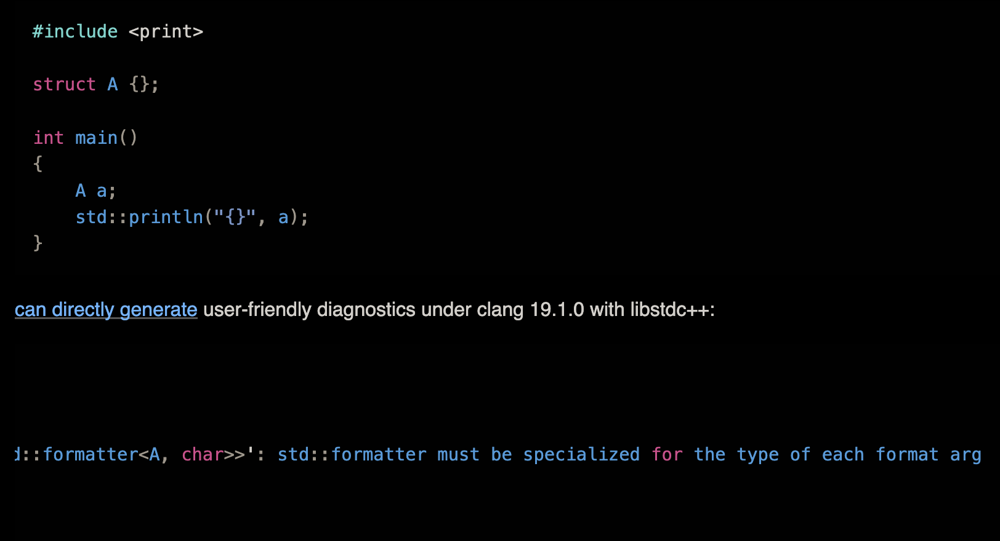 #include <print>
struct A {};
int main()
{
    A a;
    std::println("{}", a);
}
can directly generate user-friendly diagnostics under clang 19.1.0 with libstdc++:
d::formatter<A, char>>': std::formatter must be specialized for the type of each format arg